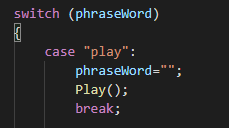 switch (phraseWord)
{
case "play":
phraseWord="";
Play();
break;